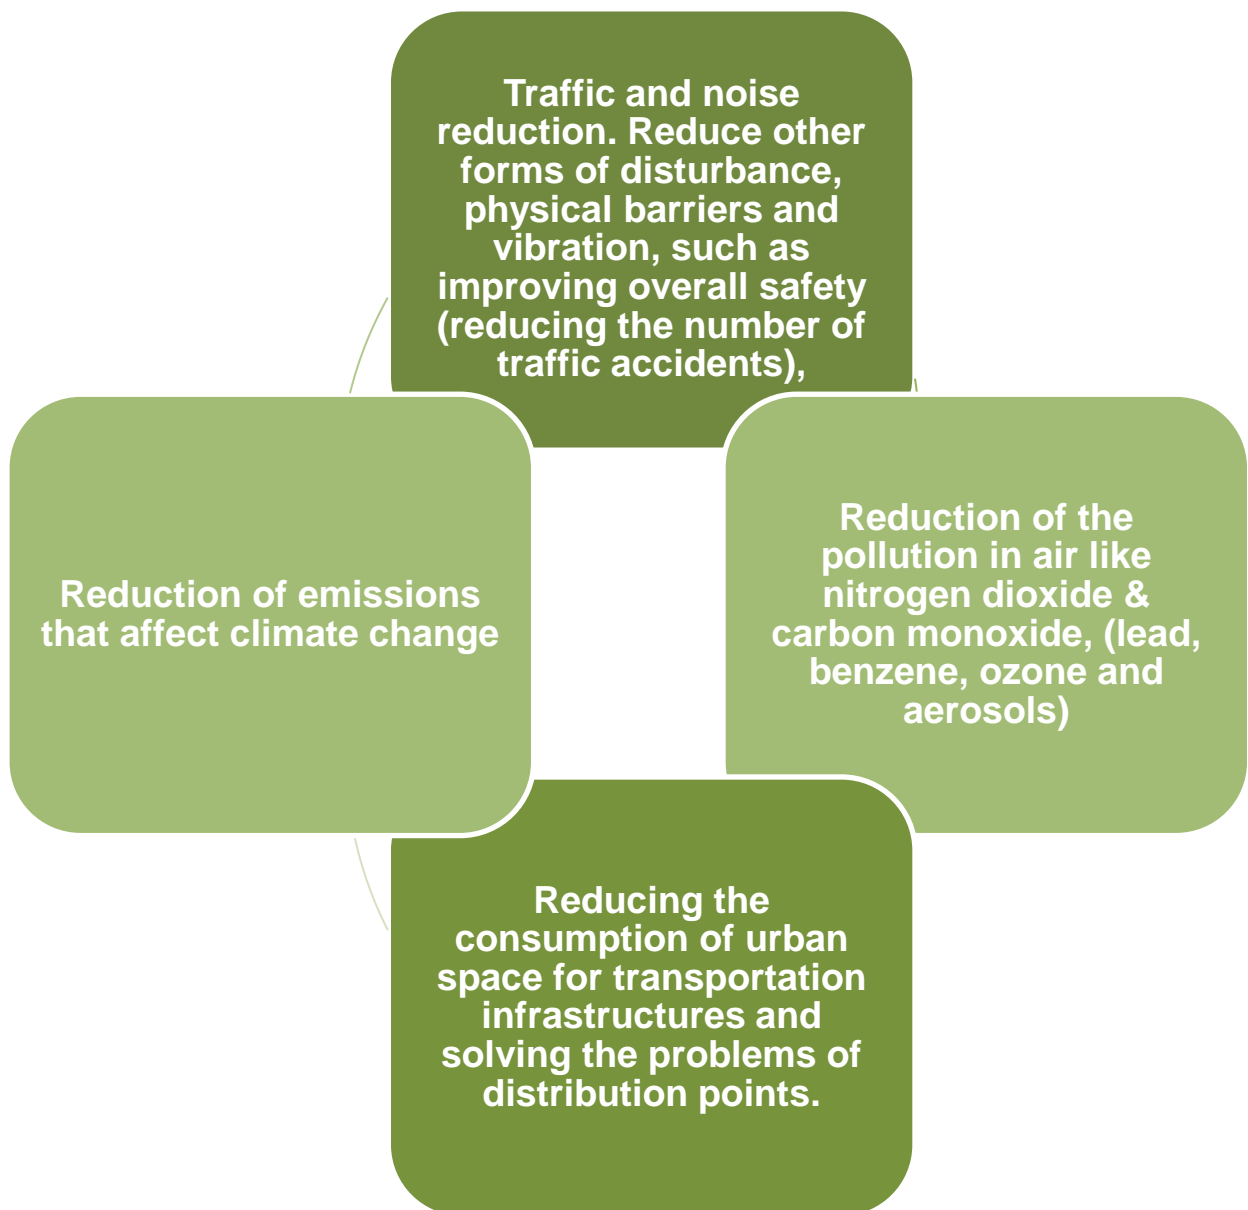 Traffic and noise
reduction. Reduce other
forms of disturbance,
physical barriers and
vibration, such as
improving overall safety
(reducing the number of
traffic accidents),
Reduction of emissions
that affect climate change
Reduction of the
pollution in air like
nitrogen dioxide &
carbon monoxide, (lead,
benzene, ozone and
aerosols)
Reducing the
consumption of urban
space for transportation
infrastructures and
solving the problems of
distribution points.